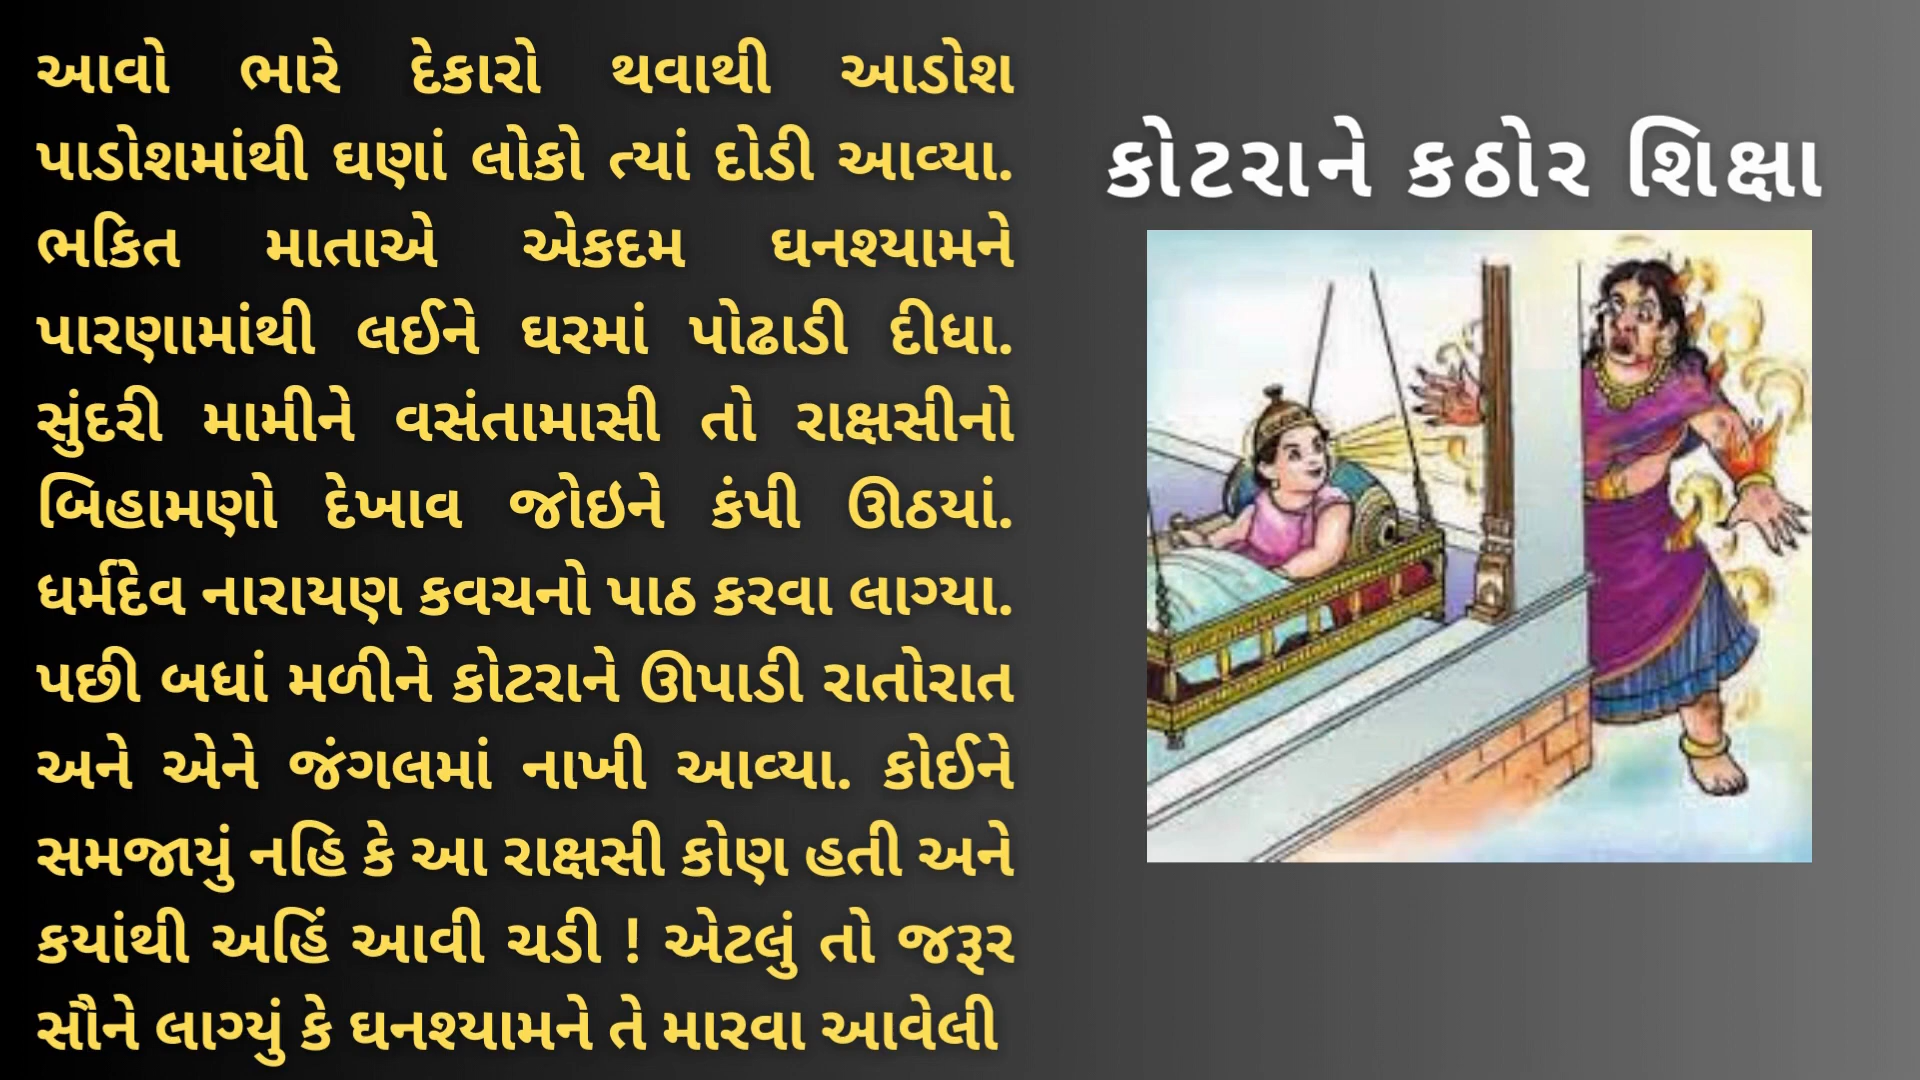 આવો ભારે દેકારો થવાથી આડોશ
પાડોશમાંથી ઘણાં લોકો ત્યાં દોડી આવ્યા.
ભકિત માતાએ એકદમ ઘનશ્યામને
પારણામાંથી લઈને ઘરમાં પોઢાડી દીધા.
સુંદરી મામીને વસંતામાસી તો રાક્ષસીનો
બિહામણો દેખાવ જોઇને કંપી ઊઠયાં.
ધર્મદેવ નારાયણ કવચનો પાઠ કરવા લાગ્યા.
પછી બધાં મળીને કોટરાને ઊપાડી રાતોરાત
અને એને જંગલમાં નાખી આવ્યા. કોઈને
સમજાયું નહિ કે આ રાક્ષસી કોણ હતી અને
કયાંથી અહિં આવી ચડી ! એટલું તો જરૂર
સૌને લાગ્યું કે ઘનશ્યામને તે મારવા આવેલી
કોટરાને કઠોર શિક્ષા